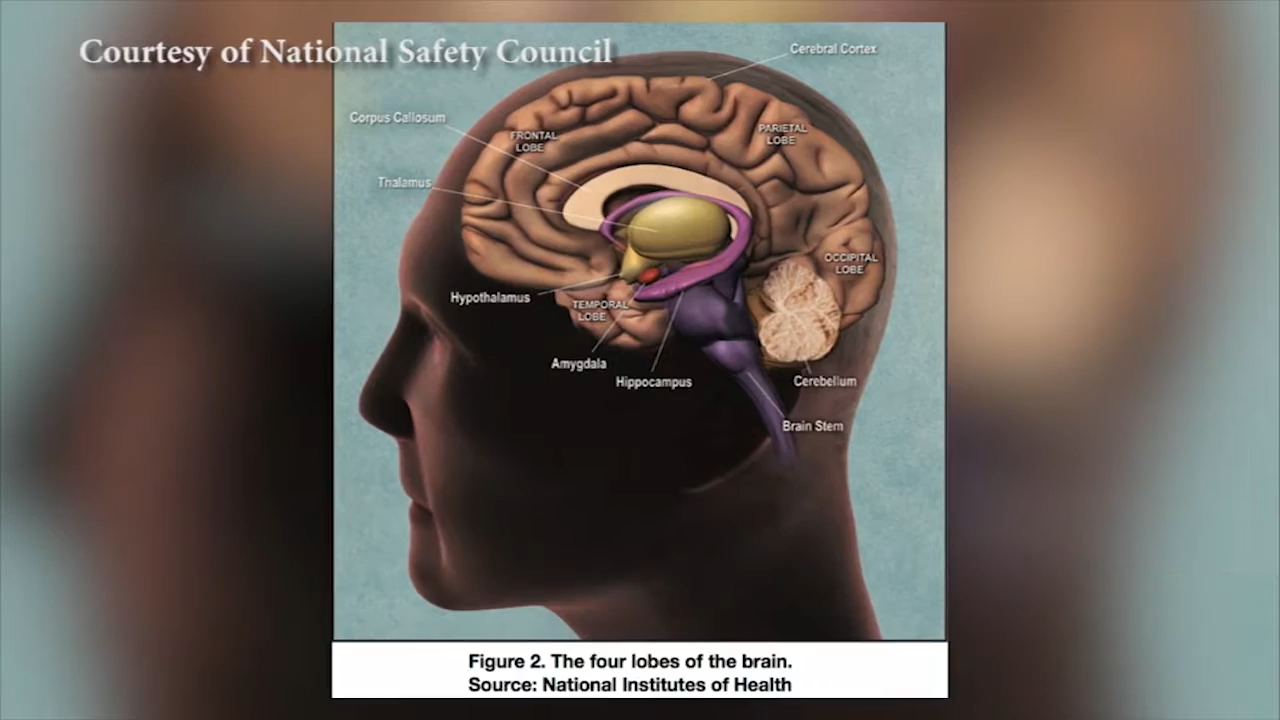 Courtesy of National Safety Council
Cerebral Cortex
Corpus Callosum
FRONTAL
LOBE
PARIETAL
LOBE
Thalamus
OCCIPITAL
LOBE
Hypothalamus
TEMPORAL
LOBE
Amygdala
Hippocampus
Cerebellum
Brain Stem
Figure 2. The four lobes of the brain.
Source: National Institutes of Health